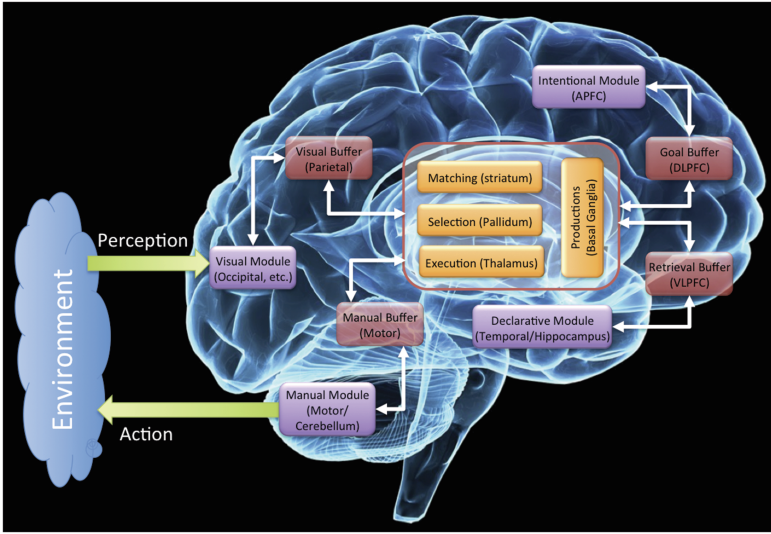 Intentional Module
(APFC)
Visual Buffer
(Parietal)
Goal Buffer
(DLPFC)
Matching (striatum)
Selection (Pallidum)
Execution (Thalamus)
Productions
(Basal Ganglia)
Environment
Perception
Visual Module
(Occipital, etc.)
Retrieval Buffer
(VLPFC)
Manual Buffer
(Motor)
Declarative Module
(Temporal/Hippocampus)
Manual Module
(Motor/
Cerebellum)
Action